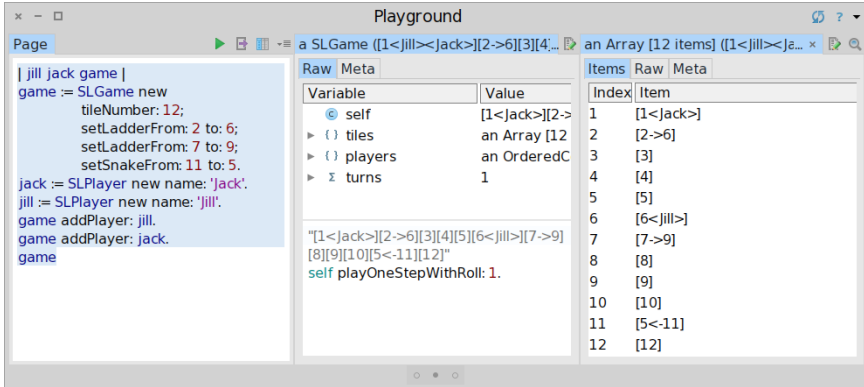 Playground
?
Page
a SLGame ([1<Jill><Jack>][2->6][3][4]...
an Array [12 items] ([1<Jill><Ja... ×
| jill jack game |
game := SLGame new
tileNumber: 12;
setLadderFrom: 2 to: 6;
setLadderFrom: 7 to: 9;
setSnakeFrom: 11 to: 5.
jack := SLPlayer new name: 'Jack'.
jill := SLPlayer new name: 'Jill'.
game addPlayer: jill.
game addPlayer: jack.
game
Raw Meta
Variable Value
c self [1<Jack>][2->
{ } tiles an Array [12
{ } players an OrderedC
Σ turns 1
"[1<Jack>][2->6][3][4][5][6<Jill>][7->9]
[8][9][10][5<-11][12]"
self playOneStepWithRoll: 1.
Items Raw Meta
Index Item
1 [1<Jack>]
2 [2->6]
3 [3]
4 [4]
5 [5]
6 [6<Jill>]
7 [7->9]
8 [8]
9 [9]
10 [10]
11 [5<-11]
12 [12]